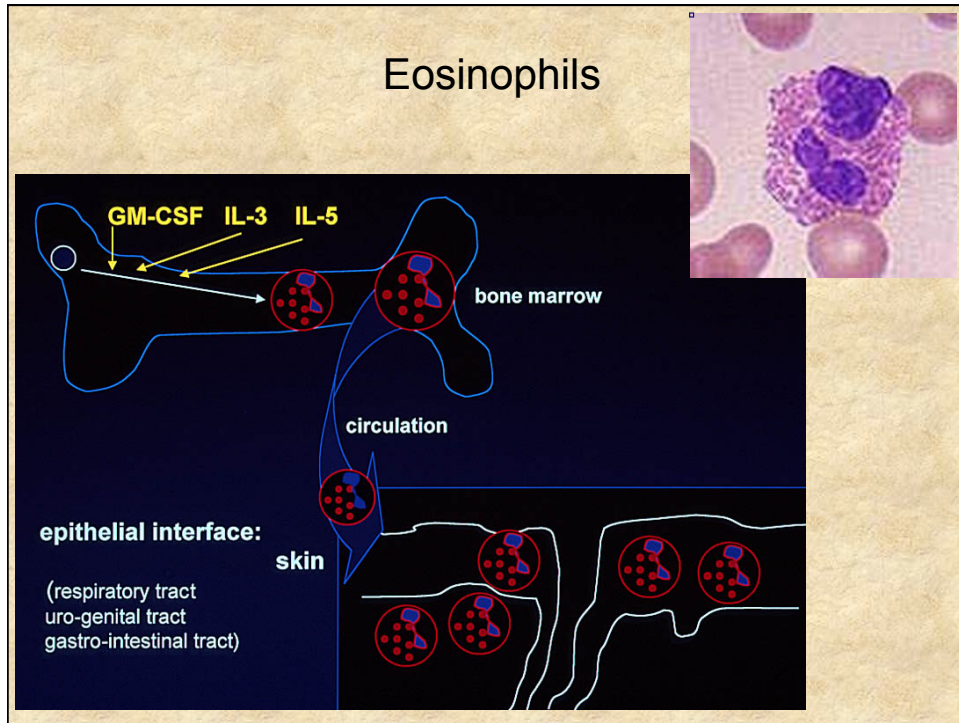 Eosinophils
GM-CSF IL-3 IL-5
bone marrow
circulation
epithelial interface:
skin
(respiratory tract
uro-genital tract
gastro-intestinal tract)